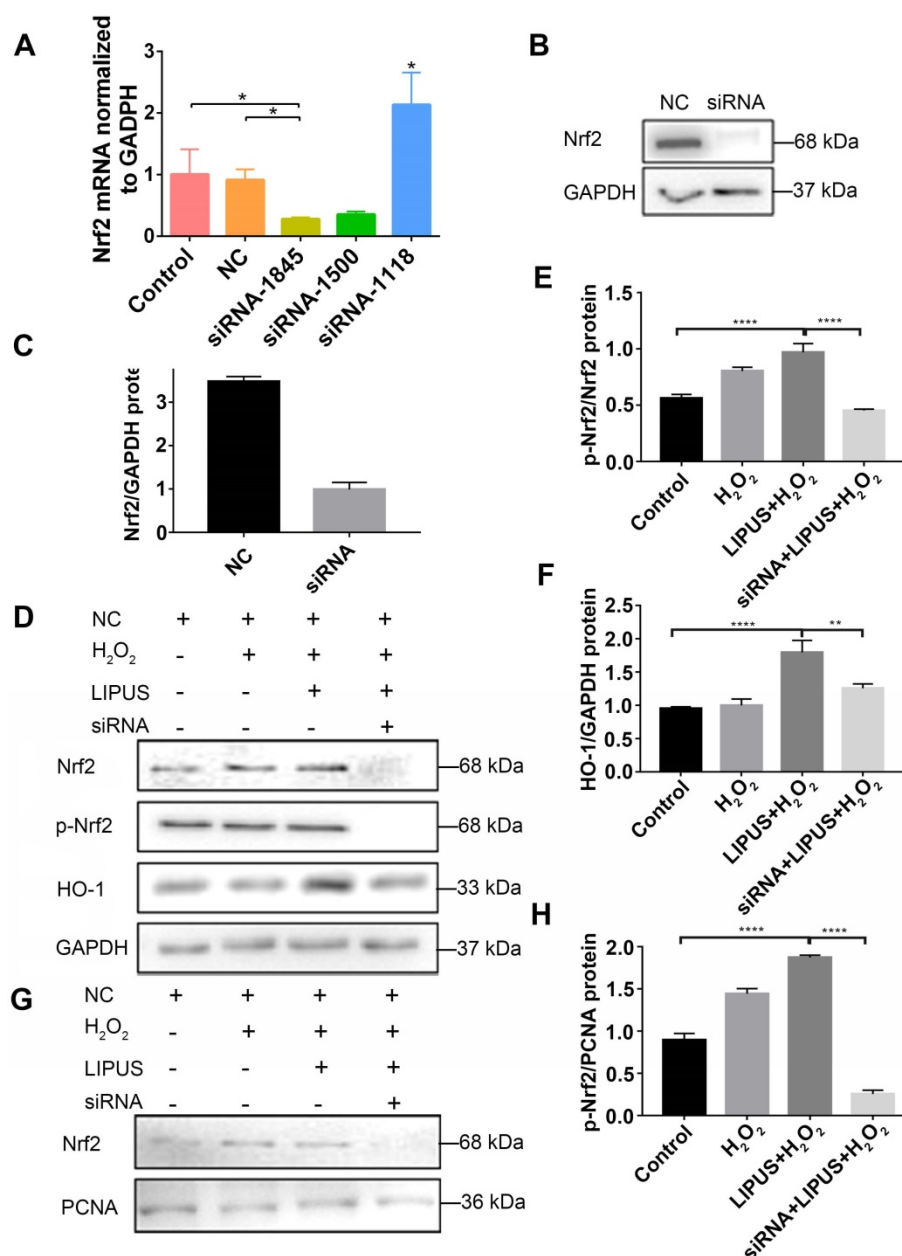 A
Nrf2 mRNA normalized
to GADPH
3
2
1
0
*
*
*
Control
NC
siRNA-1845
siRNA-1500
siRNA-1118
B
NC siRNA
Nrf2 68 kDa
GAPDH 37 kDa
C
Nrf2/GAPDH prote
3
2
1
0
NC
siRNA
D
NC + + + +
H₂O₂ - + + +
LIPUS - - + +
siRNA - - - +
Nrf2 68 kDa
p-Nrf2 68 kDa
HO-1 33 kDa
GAPDH 37 kDa
E
p-Nrf2/Nrf2 protein
1.5
1.0
0.5
0.0
**** ****
Control
H₂O₂
LIPUS+H₂O₂
siRNA+LIPUS+H₂O₂
F
HO-1/GAPDH protein
2.5
2.0
1.5
1.0
0.5
0.0
**** **
Control
H₂O₂
LIPUS+H₂O₂
siRNA+LIPUS+H₂O₂
G
NC + + + +
H₂O₂ - + + +
LIPUS - - + +
siRNA - - - +
Nrf2 68 kDa
PCNA 36 kDa
H
p-Nrf2/PCNA protein
2.0
1.5
1.0
0.5
0.0
**** ****
Control
H₂O₂
LIPUS+H₂O₂
siRNA+LIPUS+H₂O₂